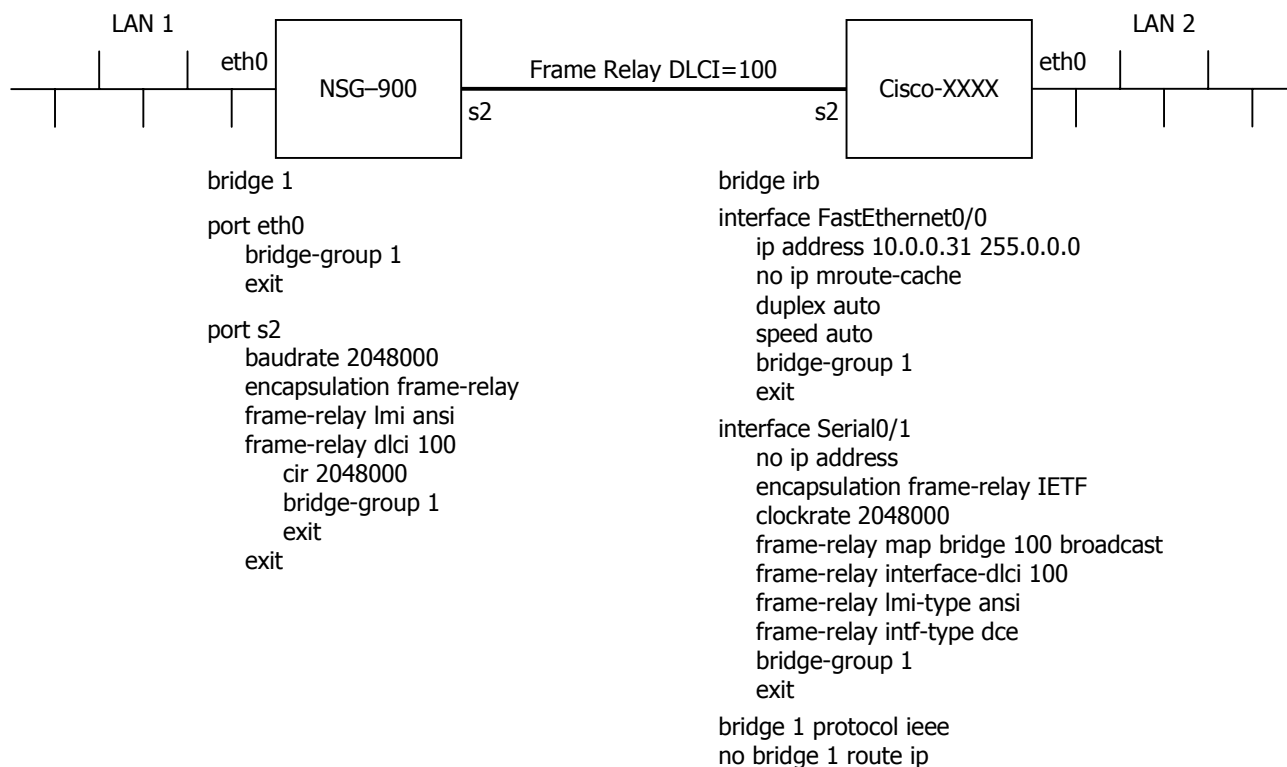 LAN 1
LAN 2
eth0
NSG–900
Frame Relay DLCI=100
Cisco-XXXX
eth0
s2
s2
bridge 1
port eth0
bridge-group 1
exit
port s2
baudrate 2048000
encapsulation frame-relay
frame-relay lmi ansi
frame-relay dlci 100
cir 2048000
bridge-group 1
exit
exit
bridge irb
interface FastEthernet0/0
ip address 10.0.0.31 255.0.0.0
no ip mroute-cache
duplex auto
speed auto
bridge-group 1
exit
interface Serial0/1
no ip address
encapsulation frame-relay IETF
clockrate 2048000
frame-relay map bridge 100 broadcast
frame-relay interface-dlci 100
frame-relay lmi-type ansi
frame-relay intf-type dce
bridge-group 1
exit
bridge 1 protocol ieee
no bridge 1 route ip